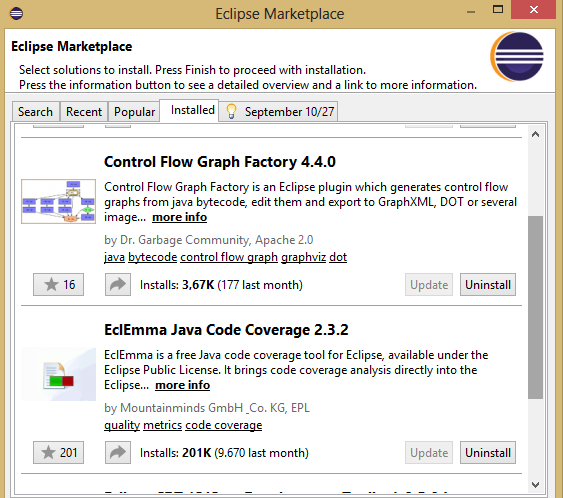 Eclipse Marketplace
Eclipse Marketplace
Select solutions to install. Press Finish to proceed with installation.
Press the information button to see a detailed overview and a link to more information.
Search Recent Popular Installed September 10/27
Control Flow Graph Factory 4.4.0
Control Flow Graph Factory is an Eclipse plugin which generates control flow
graphs from java bytecode, edit them and export to GraphXML, DOT or several
image... more info
by Dr. Garbage Community, Apache 2.0
java bytecode control flow graph graphviz dot
16 Installs: 3,67K (177 last month) Update Uninstall
EclEmma Java Code Coverage 2.3.2
EclEmma is a free Java code coverage tool for Eclipse, available under the
Eclipse Public License. It brings code coverage analysis directly into the
Eclipse... more info
by Mountainminds GmbH _Co. KG, EPL
quality metrics code coverage
201 Installs: 201K (9.670 last month) Update Uninstall